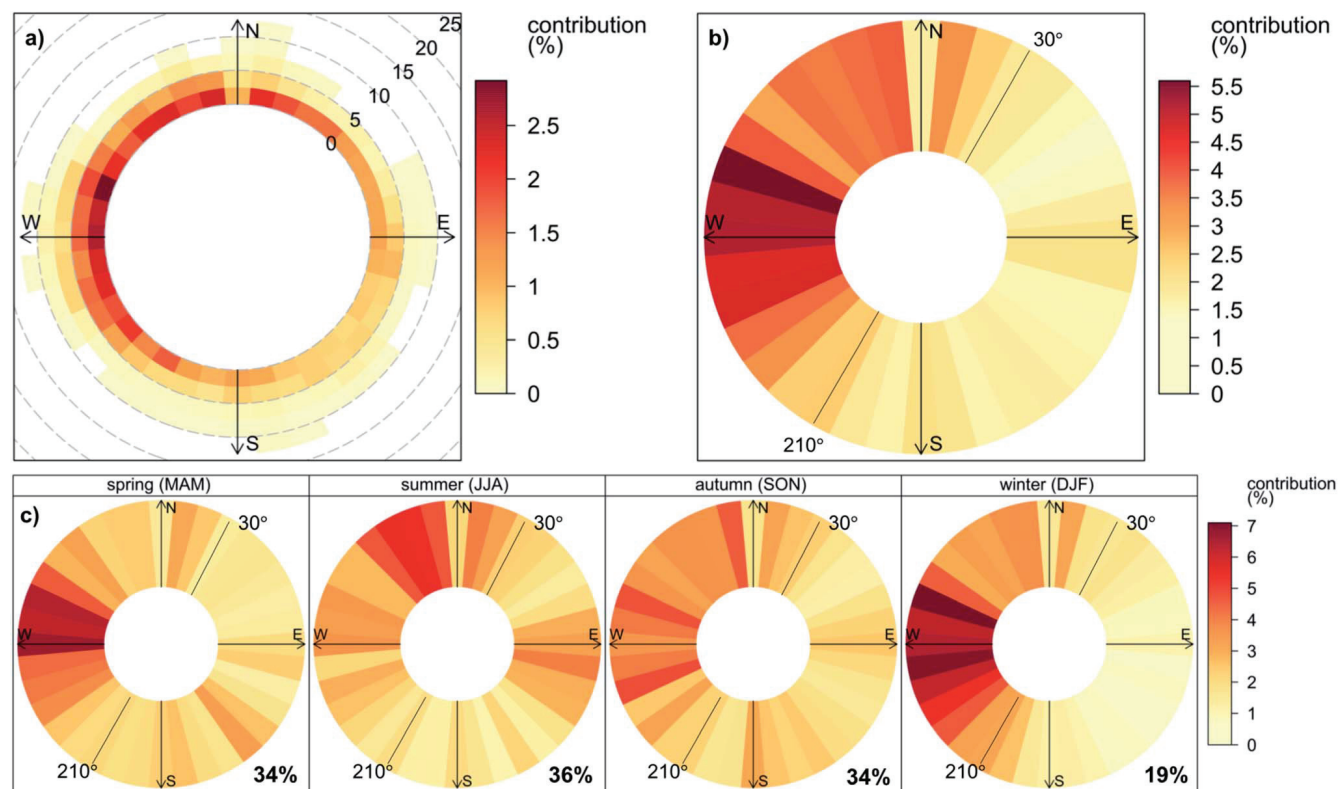 a)
N
E
S
W
0
5
10
15
20
25
contribution
(%)
2.5
2
1.5
1
0.5
0
b)
N
30°
E
S
210°
W
contribution
(%)
5.5
5
4.5
4
3.5
3
2.5
2
1.5
1
0.5
0
c)
spring (MAM)
N
30°
E
S
210°
W
34%
summer (JJA)
N
30°
E
S
210°
W
36%
autumn (SON)
N
30°
E
S
210°
W
34%
winter (DJF)
N
30°
E
S
210°
W
19%
contribution
(%)
7
6
5
4
3
2
1
0